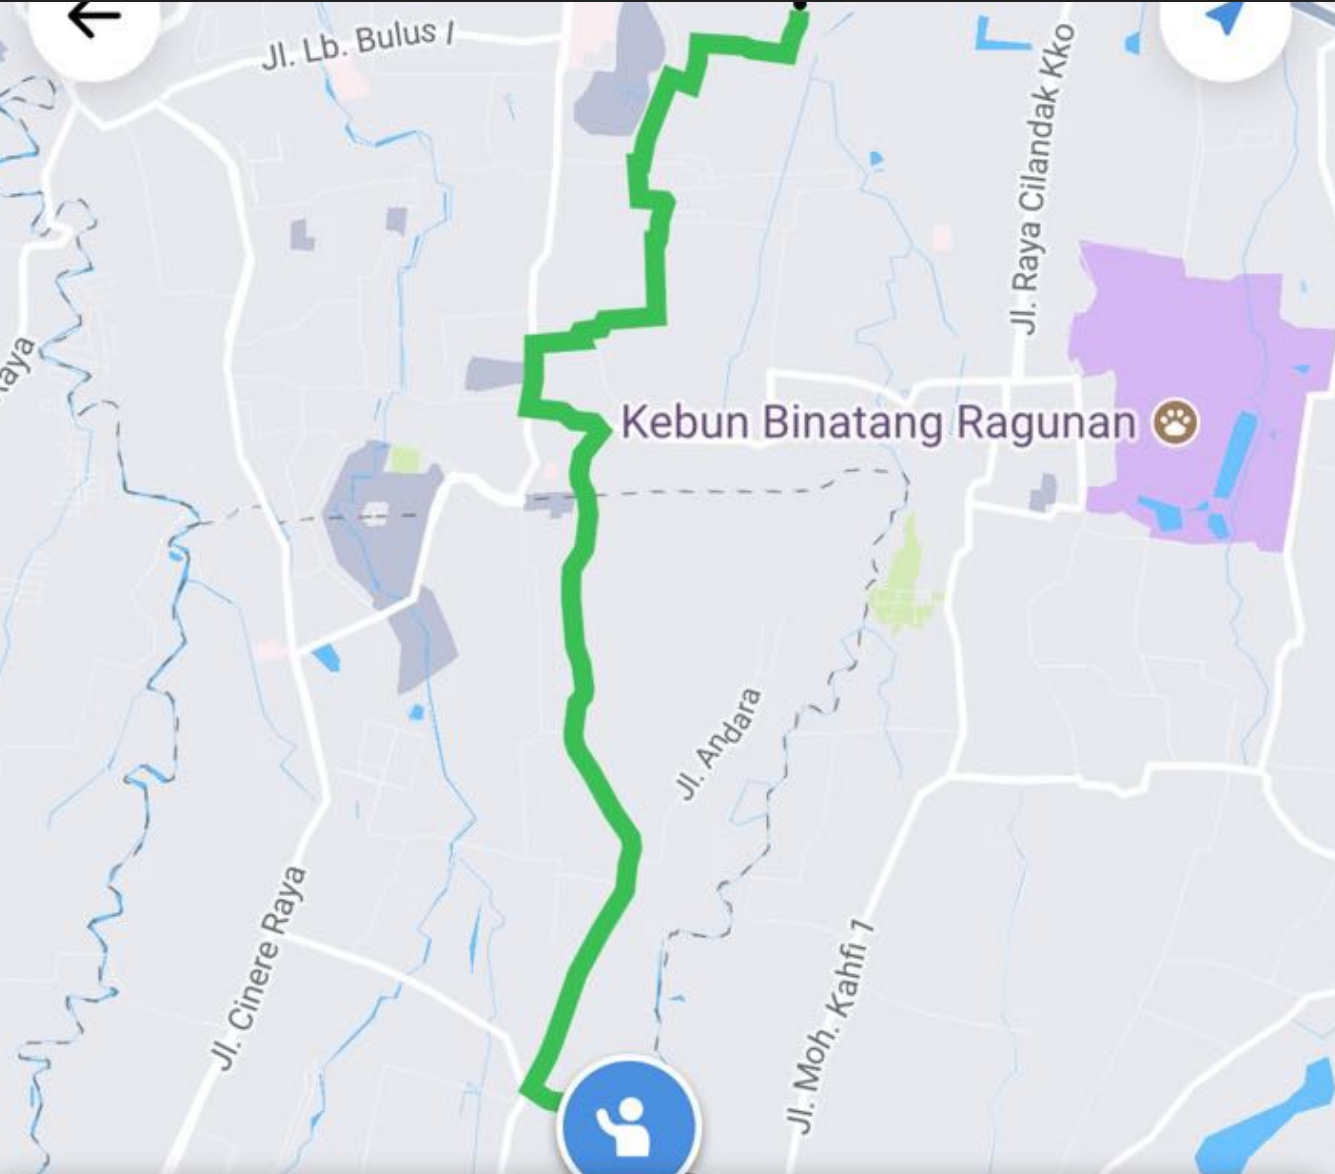 Jl. Lb. Bulus I
Jl. Raya Cilandak Kko
aya
Kebun Binatang Ragunan
Jl. Andara
Jl. Cinere Raya
Jl. Moh. Kahfi 1